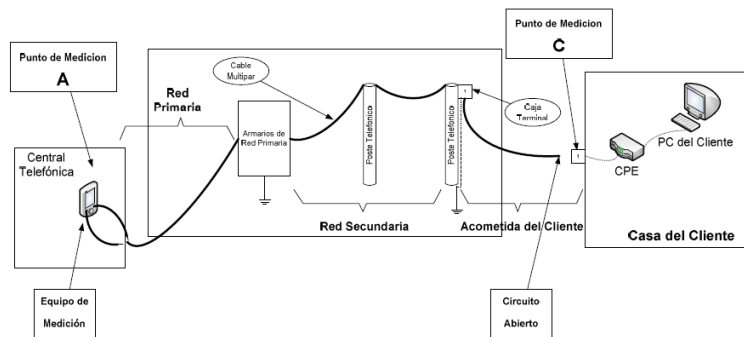 Punto de Medicion
A
Punto de Medicion
C
Red
Primaria
Cable
Multipar
Central
Telefónica
Armarios de
Red Primaria
Poste Telefónico
Poste Telefónico
1
Caja
Terminal
1
PC del Cliente
CPE
Red Secundaria
Acometida del Cliente
Casa del Cliente
Equipo de
Medición
Circuito
Abierto